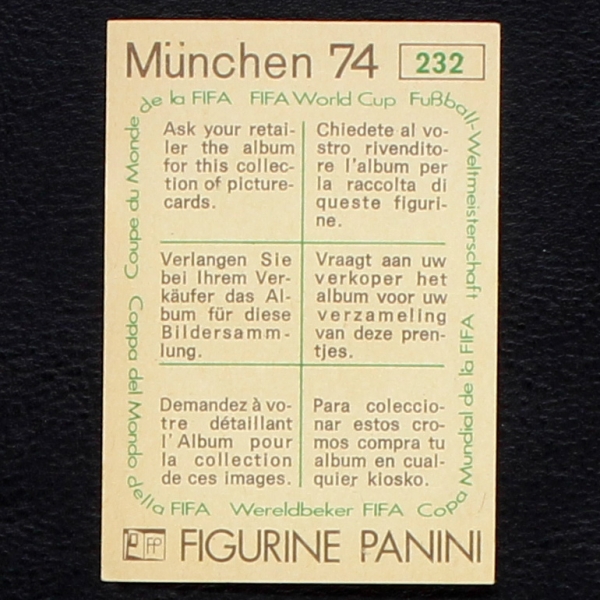 München 74 232
Coppa del Mondo della FIFA Coupe du Monde de la FIFA FIFA World Cup Fußball-Weltmeisterschaft
Ask your retai-
ler the album
for this collec-
tion of picture-
cards.
Chiedete al vo-
stro rivendito-
re l'album per
la raccolta di
queste figuri-
ne.
Verlangen Sie
bei Ihrem Ver-
käufer das Al-
bum für diese
Bildersamm-
lung.
Vraagt aan uw
verkoper het
album voor uw
verzameling
van deze pren-
tjes.
Demandez à vo-
tre détaillant
l'Album pour
la collection
de ces images.
Para coleccio-
nar estos cro-
mos compra tu
album en cual-
quier kiosko.
Wereldbeker FIFA Copa Mundial de la FIFA
FP FIGURINE PANINI